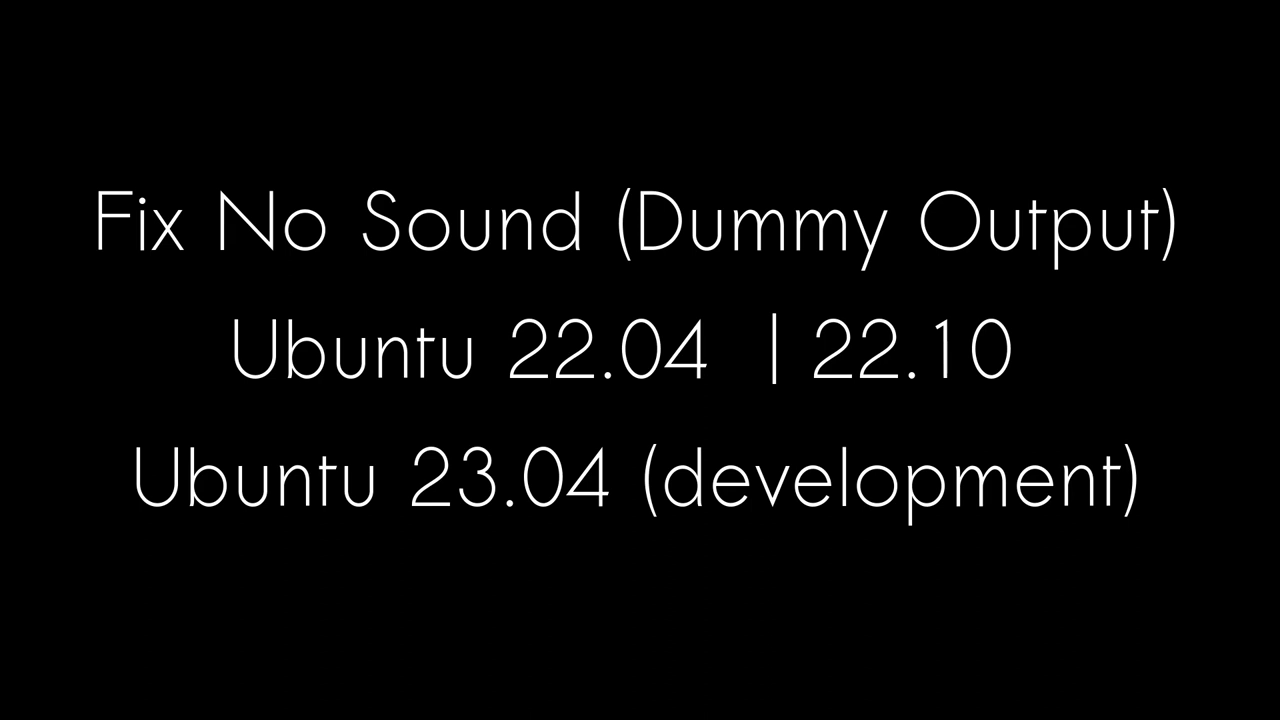 Fix No Sound (Dummy Output)
Ubuntu 22.04 | 22.10
Ubuntu 23.04 (development)